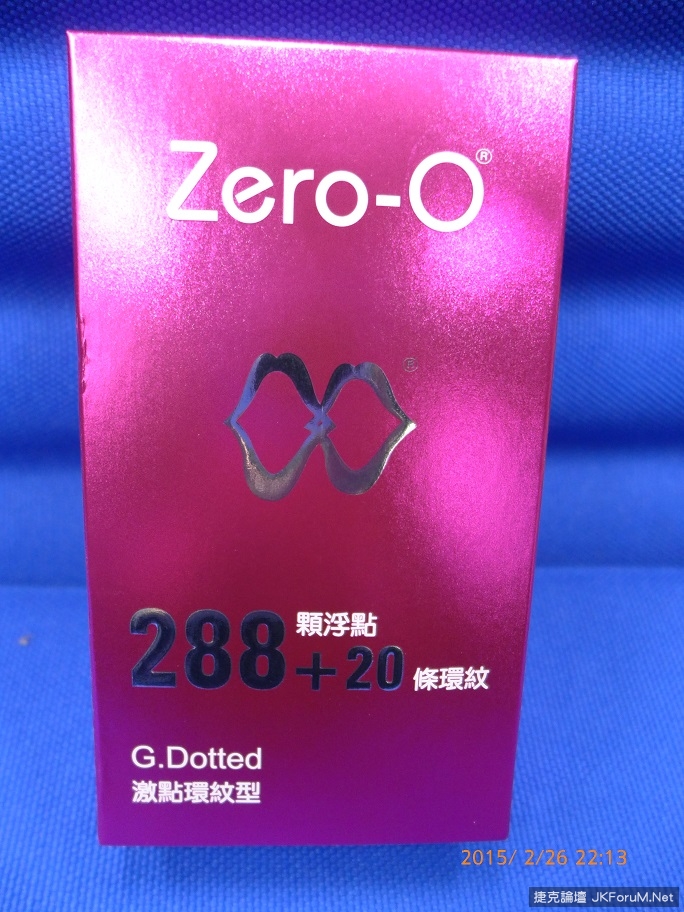 Zero-O®
®
288顆浮點
+20條環紋
G.Dotted
激點環紋型
2015/ 2/26 22:13
捷克論壇 JKForuM.Net